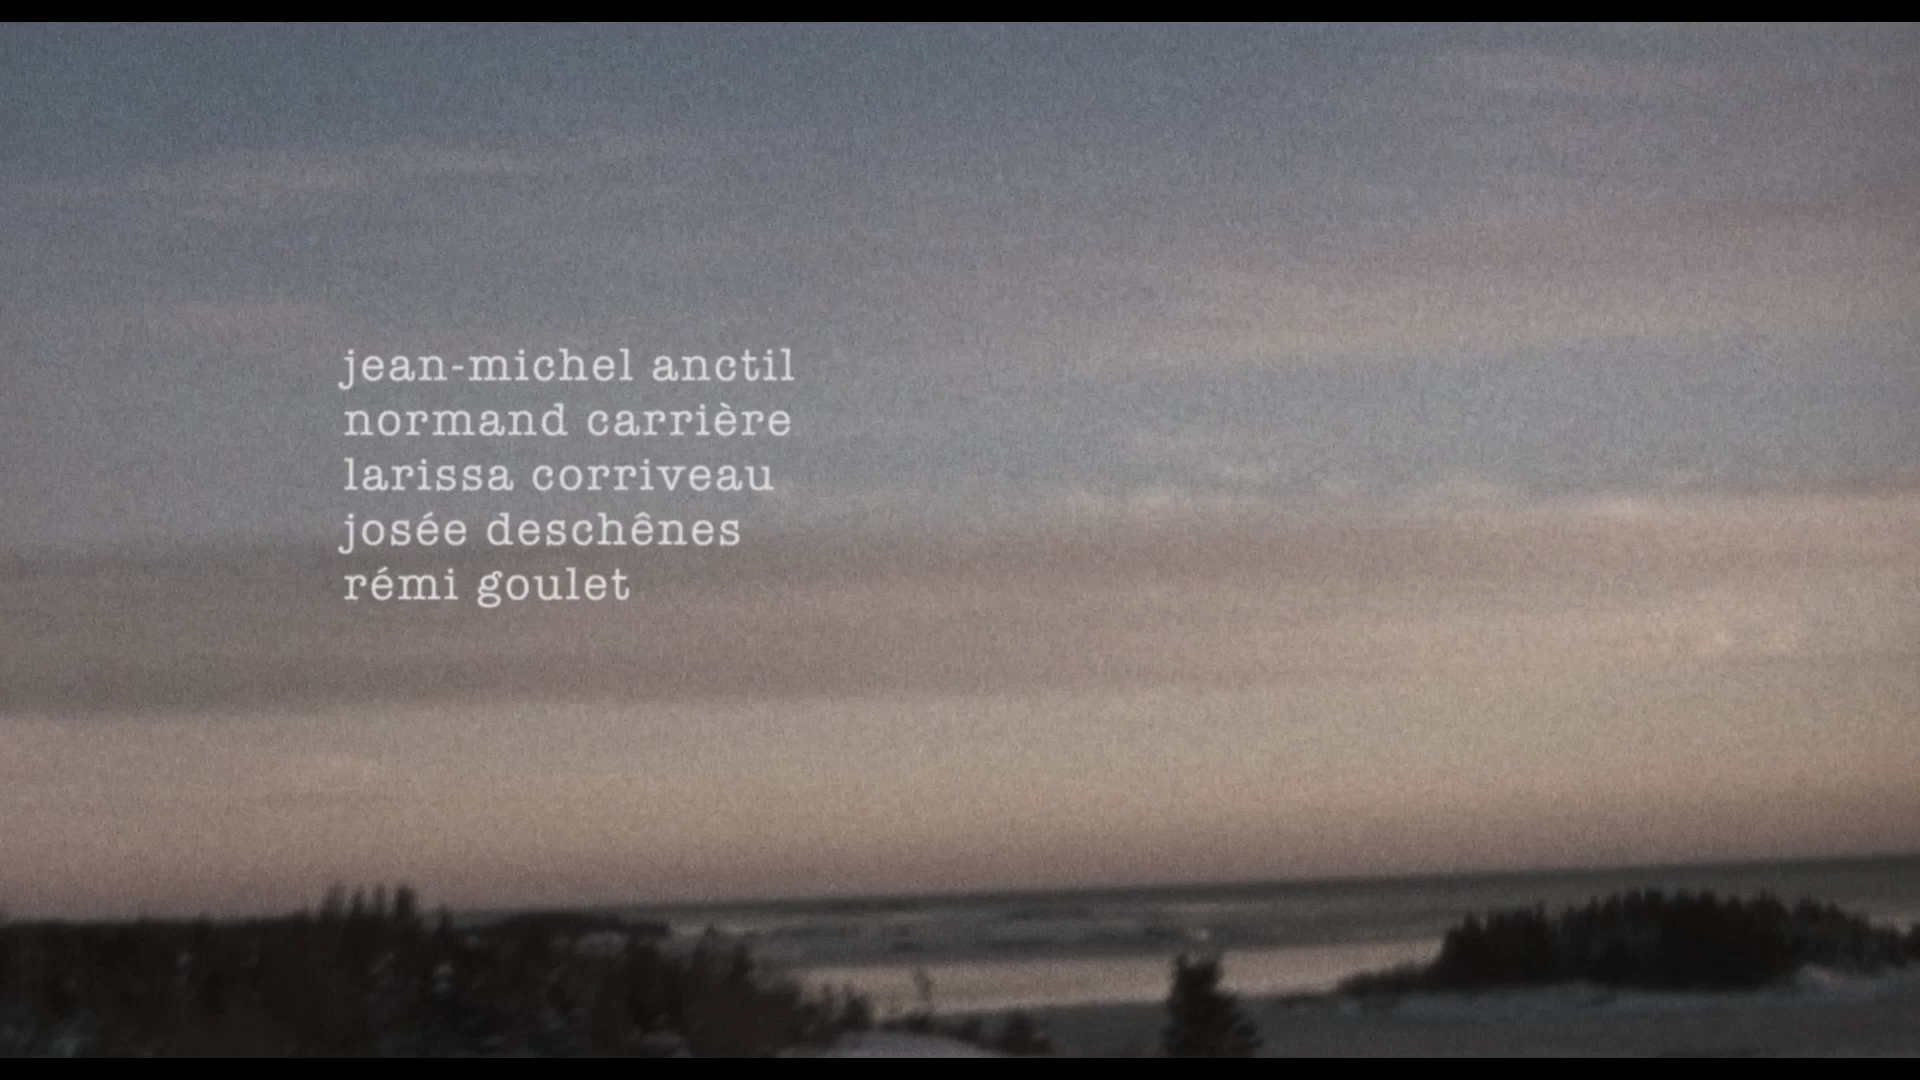 jean-michel anctil
normand carrière
larissa corriveau
josée deschênes
rémi goulet